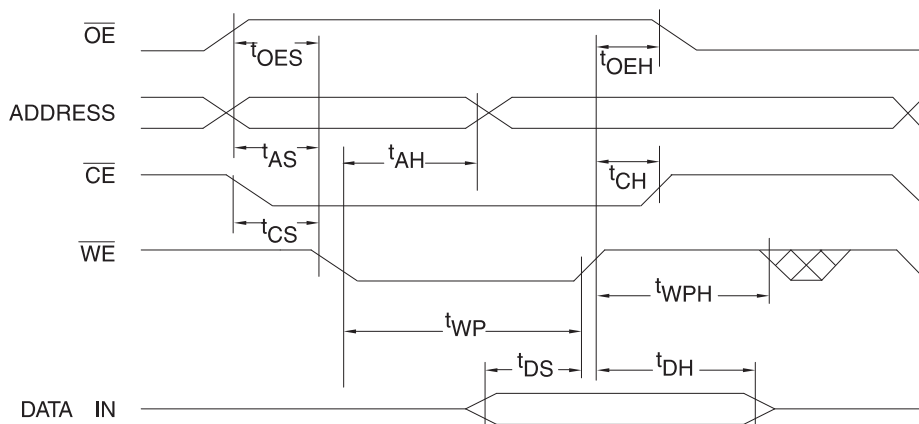 OE
tOES
tOEH
ADDRESS
tAS
tAH
tCH
CE
tCS
WE
tWPH
tWP
tDS
tDH
DATA IN